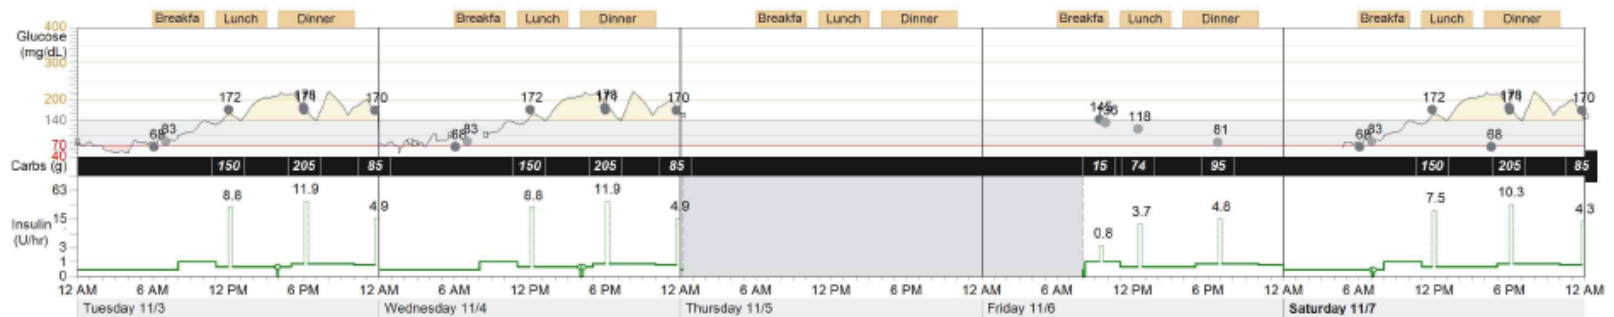 Breakfa Lunch Dinner Breakfa Lunch Dinner Breakfa Lunch Dinner Breakfa Lunch Dinner Breakfa Lunch Dinner
400
Glucose
(mg/dL)
300
200
172 178 170 172 178 170 118 172 178 170
140
68 83 68 83 81 68 83 68
70
40
Carbs (g) 150 205 85 150 205 85 15 74 95 150 205 85
63
8.8 11.9 4.9 8.8 11.9 4.9 0.8 3.7 4.8 7.5 10.3 4.3
15
Insulin
(U/hr)
3
1
0
12 AM 6 AM 12 PM 6 PM 12 AM 6 AM 12 PM 6 PM 12 AM 6 AM 12 PM 6 PM 12 AM 6 AM 12 PM 6 PM 12 AM 6 AM 12 PM 6 PM 12 AM
Tuesday 11/3 Wednesday 11/4 Thursday 11/5 Friday 11/6 Saturday 11/7